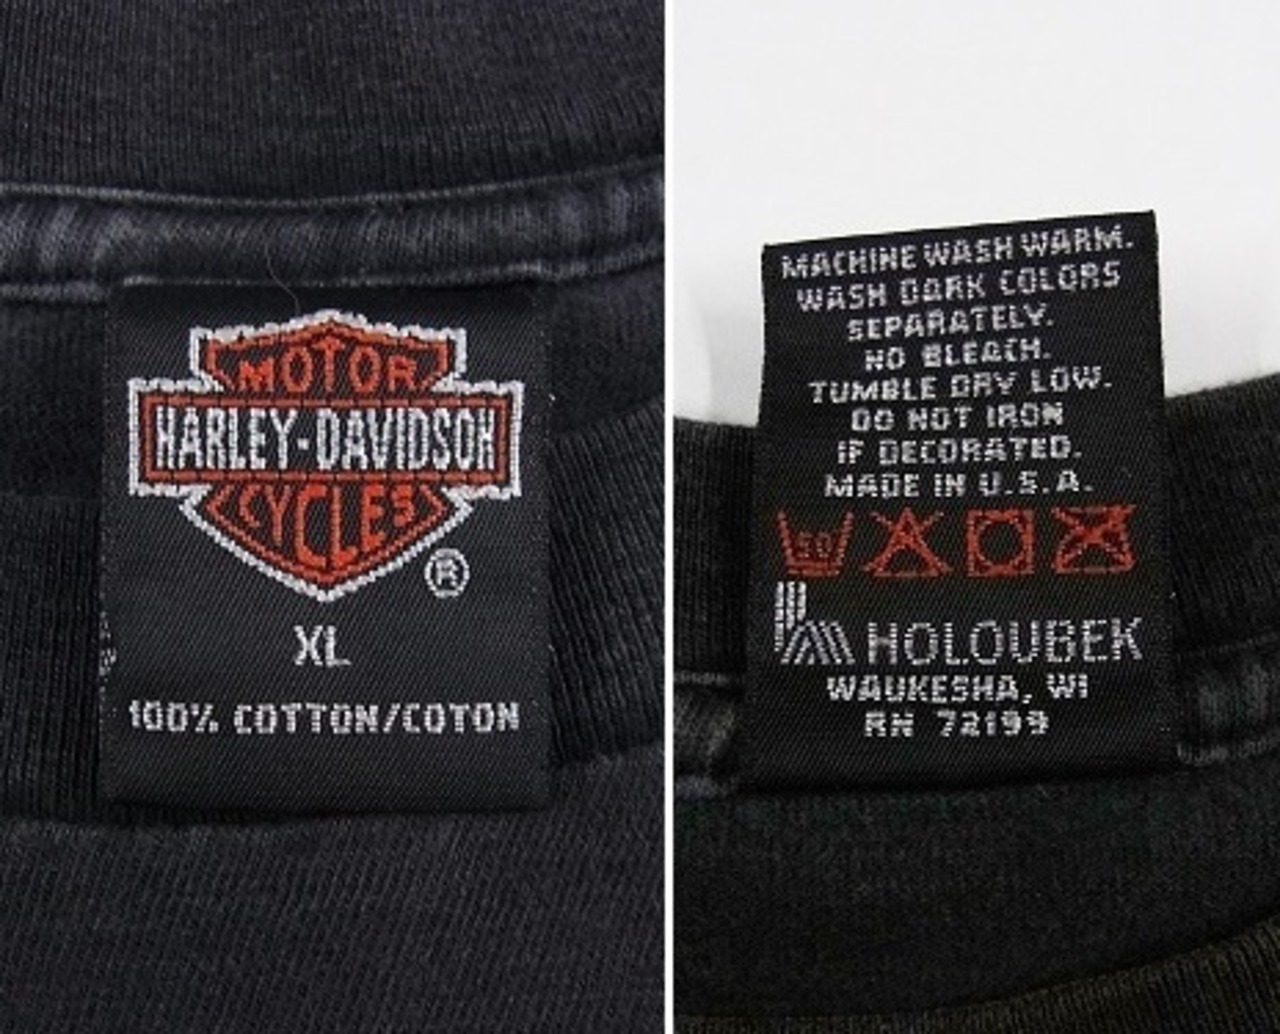 MOTOR
HARLEY-DAVIDSON
CYCLES
®
XL
100% COTTON/COTON
MACHINE WASH WARM.
WASH DARK COLORS
SEPARATELY.
NO BLEACH.
TUMBLE DRY LOW.
DO NOT IRON
IF DECORATED.
MADE IN U.S.A.
50
HOLOUBEK
WAUKESHA, WI
RN 72199